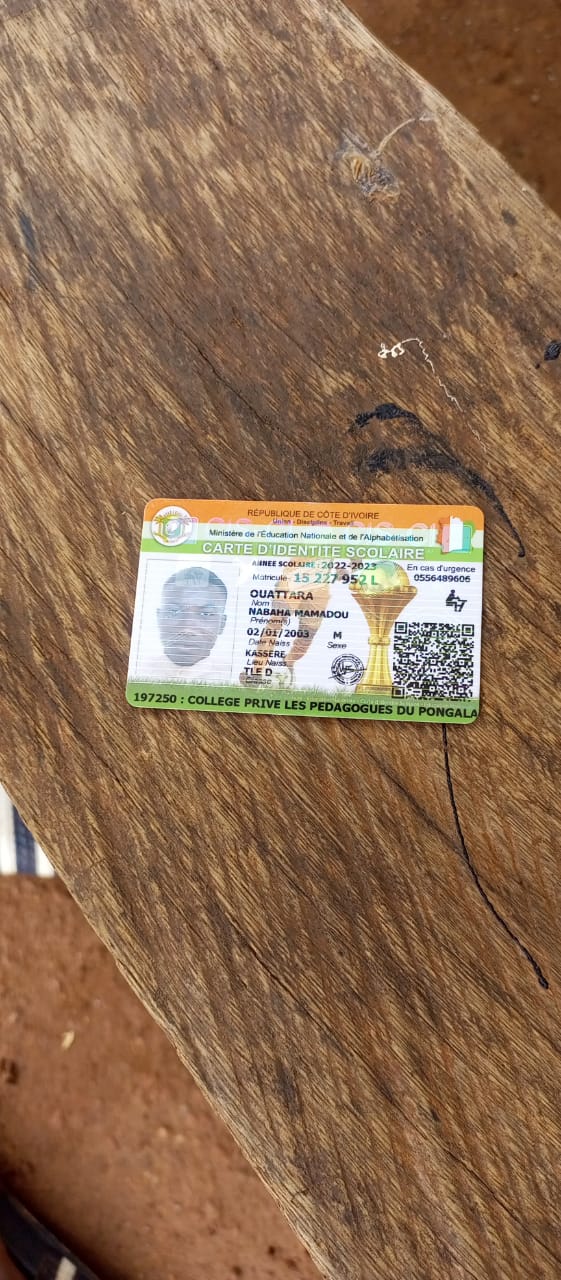 RÉPUBLIQUE DE CÔTE D'IVOIRE
Union - Discipline - Travail
Ministère de l'Éducation Nationale et de l'Alphabétisation
CARTE D'IDENTITE SCOLAIRE
ANNEE SCOLAIRE : 2022-2023
En cas d'urgence
Matricule : 15 227 952 L
0556489606
OUATTARA
Nom
NABAHA MAMADOU
Prénom(s)
02/01/2003 M
Date Naiss Sexe
KASSERE
Lieu Naiss
TLE D
197250 : COLLEGE PRIVE LES PEDAGOGUES DU PONGALA